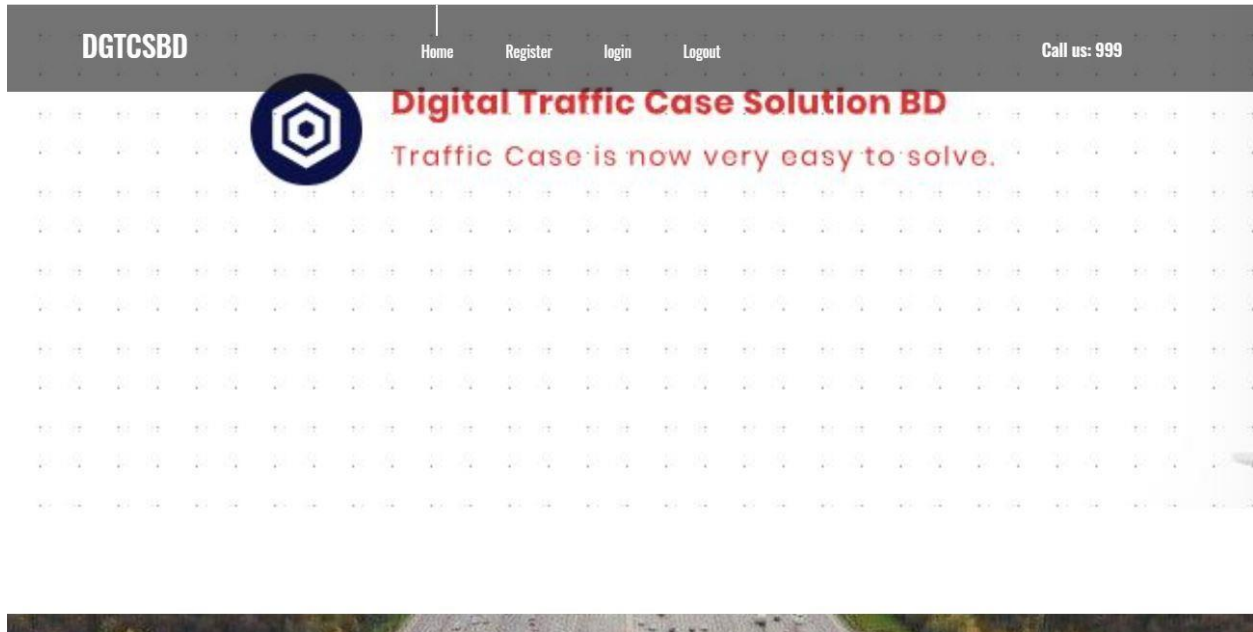 DGTCSBD Home Register login Logout Call us: 999
Digital Traffic Case Solution BD
Traffic Case is now very easy to solve.